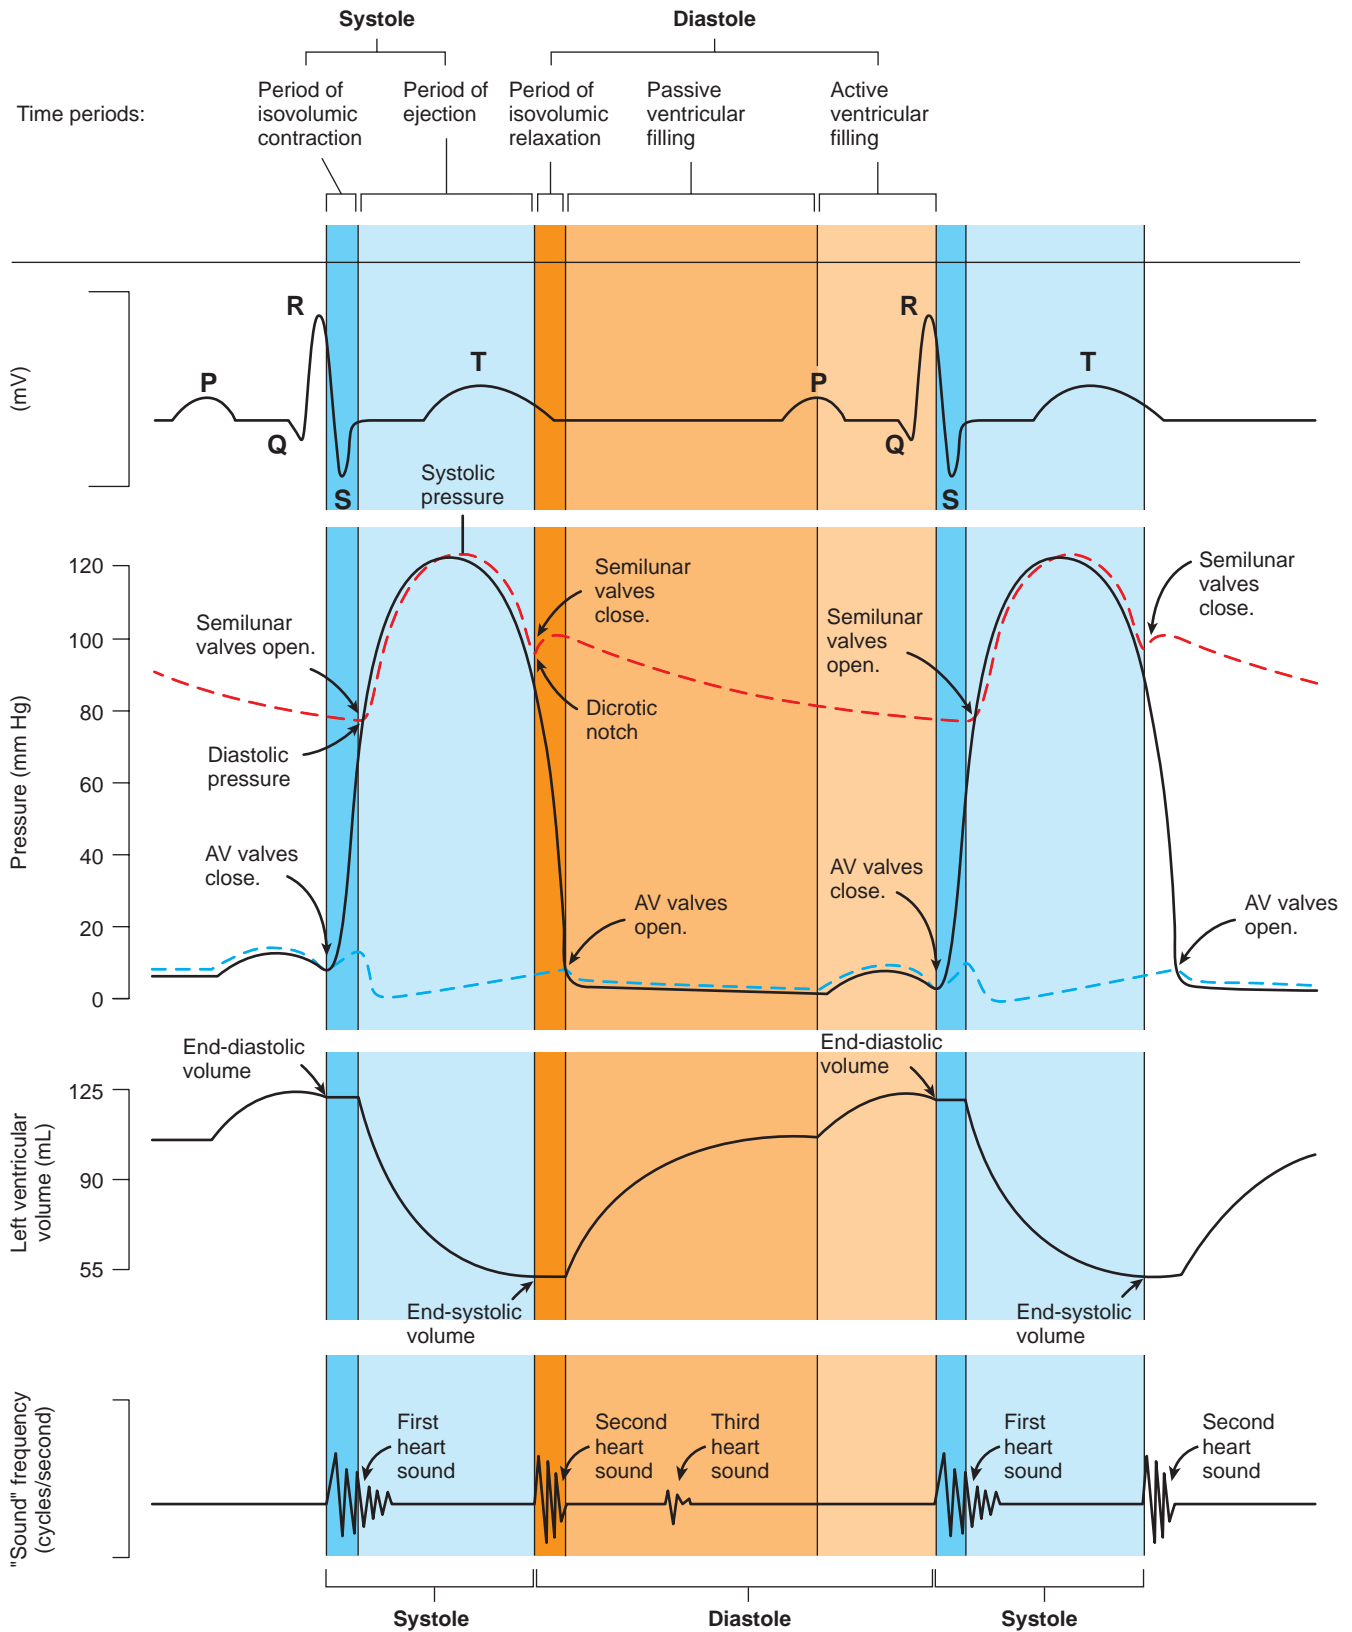 Systole
Diastole
Time periods:
Period of
isovolumic
contraction
Period of
ejection
Period of
isovolumic
relaxation
Passive
ventricular
filling
Active
ventricular
filling
(mV)
P
Q
R
S
T
P
Q
R
S
T
Pressure (mm Hg)
120
100
80
60
40
20
0
Systolic
pressure
Semilunar
valves open.
Diastolic
pressure
AV valves
close.
Semilunar
valves
close.
Dicrotic
notch
AV valves
open.
Semilunar
valves
open.
AV valves
close.
Semilunar
valves
close.
AV valves
open.
Left ventricular
volume (mL)
125
90
55
End-diastolic
volume
End-systolic
volume
End-diastolic
volume
End-systolic
volume
"Sound" frequency
(cycles/second)
First
heart
sound
Second
heart
sound
Third
heart
sound
First
heart
sound
Second
heart
sound
Systole
Diastole
Systole